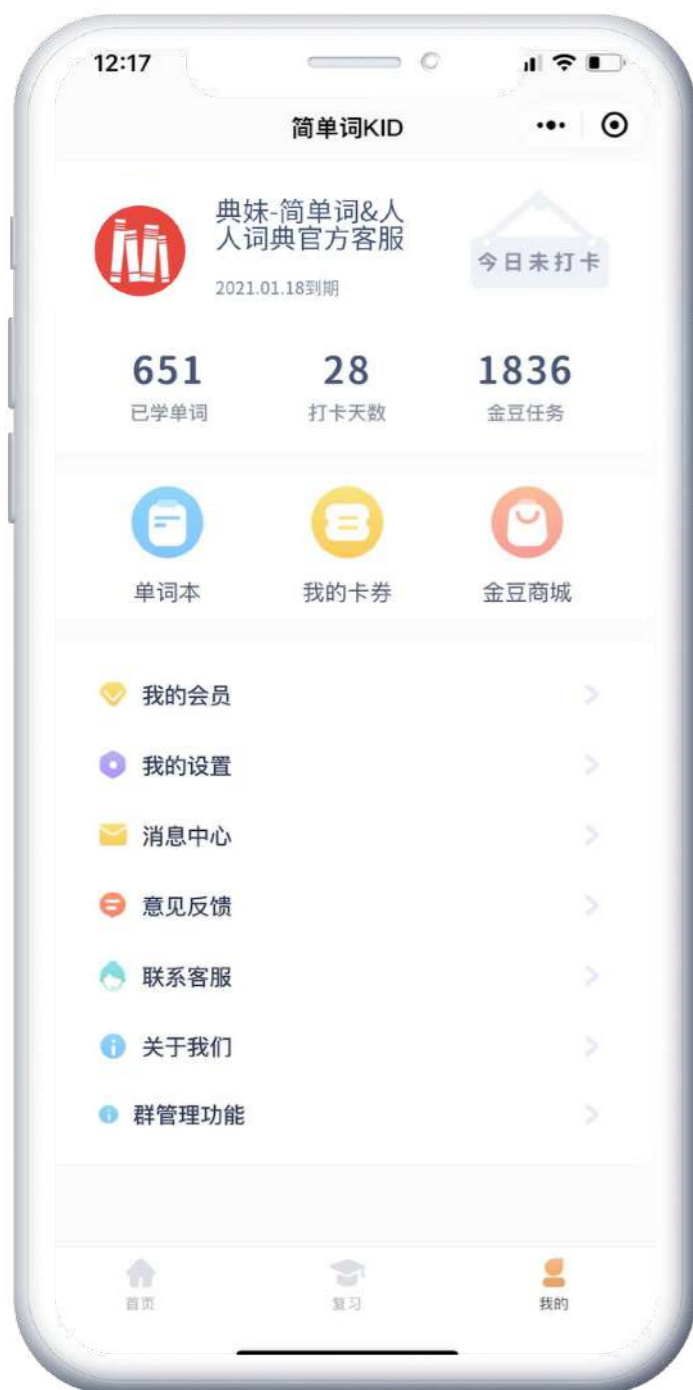 12:17
简单词KID
典妹-简单词&人
人词典官方客服
2021.01.18到期
今日未打卡
651
28
1836
已学单词
打卡天数
金豆任务
单词本
我的卡券
金豆商城
我的会员
我的设置
消息中心
意见反馈
联系客服
关于我们
群管理功能
首页
复习
我的